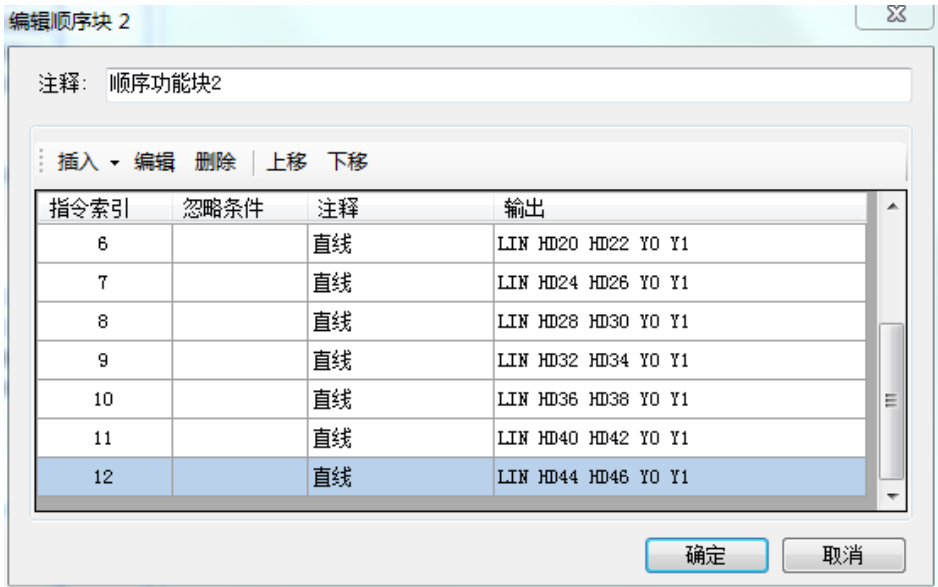 编辑顺序块 2
注释: 顺序功能块2
插入 编辑 删除 上移 下移
指令索引 忽略条件 注释 输出
6 直线 LIN HD20 HD22 Y0 Y1
7 直线 LIN HD24 HD26 Y0 Y1
8 直线 LIN HD28 HD30 Y0 Y1
9 直线 LIN HD32 HD34 Y0 Y1
10 直线 LIN HD36 HD38 Y0 Y1
11 直线 LIN HD40 HD42 Y0 Y1
12 直线 LIN HD44 HD46 Y0 Y1
确定 取消